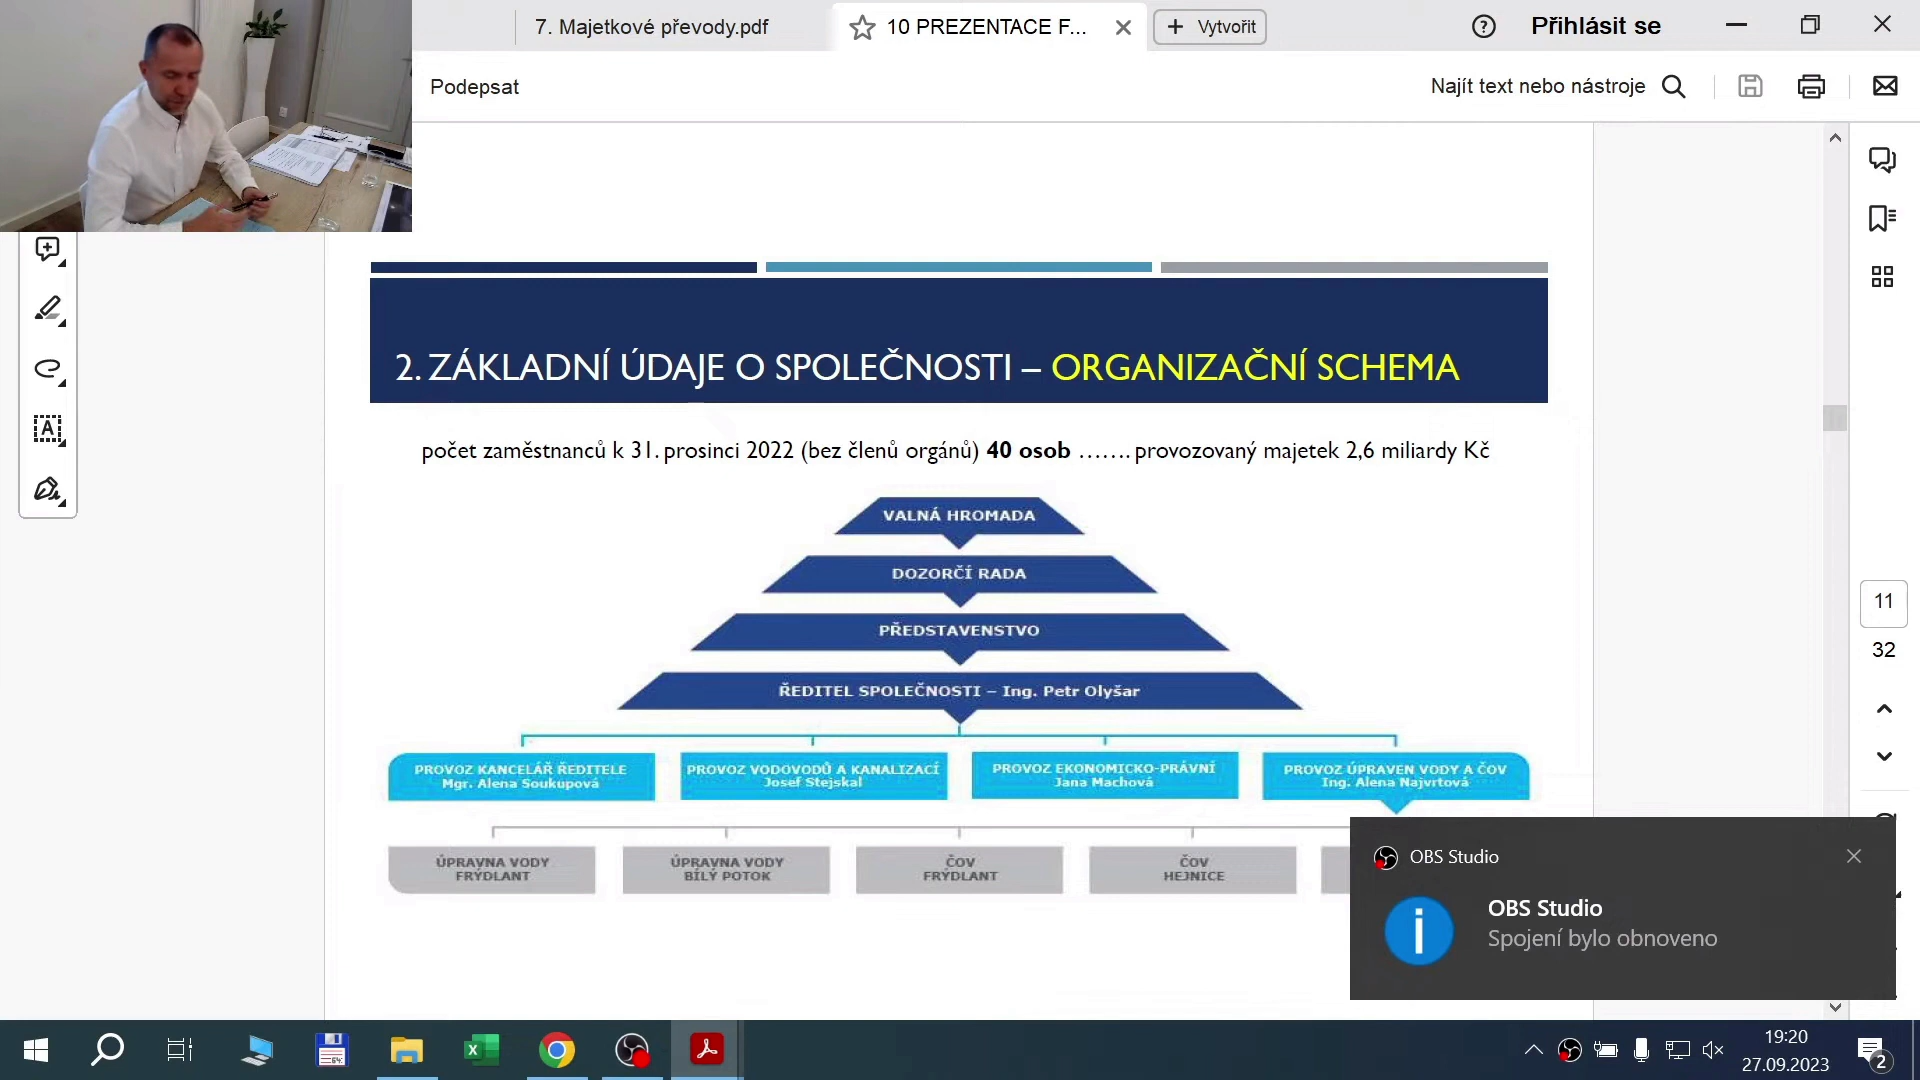 7. Majetkové převody.pdf
10 PREZENTACE F...
Vytvořit
Přihlásit se
Podepsat
Najít text nebo nástroje
2. ZÁKLADNÍ ÚDAJE O SPOLEČNOSTI – ORGANIZAČNÍ SCHEMA
počet zaměstnanců k 31. prosinci 2022 (bez členů orgánů) 40 osob ....... provozovaný majetek 2,6 miliardy Kč
VALNÁ HROMADA
DOZORČÍ RADA
PŘEDSTAVENSTVO
ŘEDITEL SPOLEČNOSTI – Ing. Petr Olyšar
PROVOZ KANCELÁŘ ŘEDITELE
Mgr. Alena Soukupová
PROVOZ VODOVODŮ A KANALIZACÍ
Josef Stejskal
PROVOZ EKONOMICKO-PRÁVNÍ
Jana Machová
PROVOZ ÚPRAVEN VODY A ČOV
Ing. Alena Najvrtová
ÚPRAVNA VODY
FRÝDLANT
ÚPRAVNA VODY
BÍLÝ POTOK
ČOV
FRÝDLANT
ČOV
HEJNICE
11
32
OBS Studio
OBS Studio
Spojení bylo obnoveno
19:20
27.09.2023
2